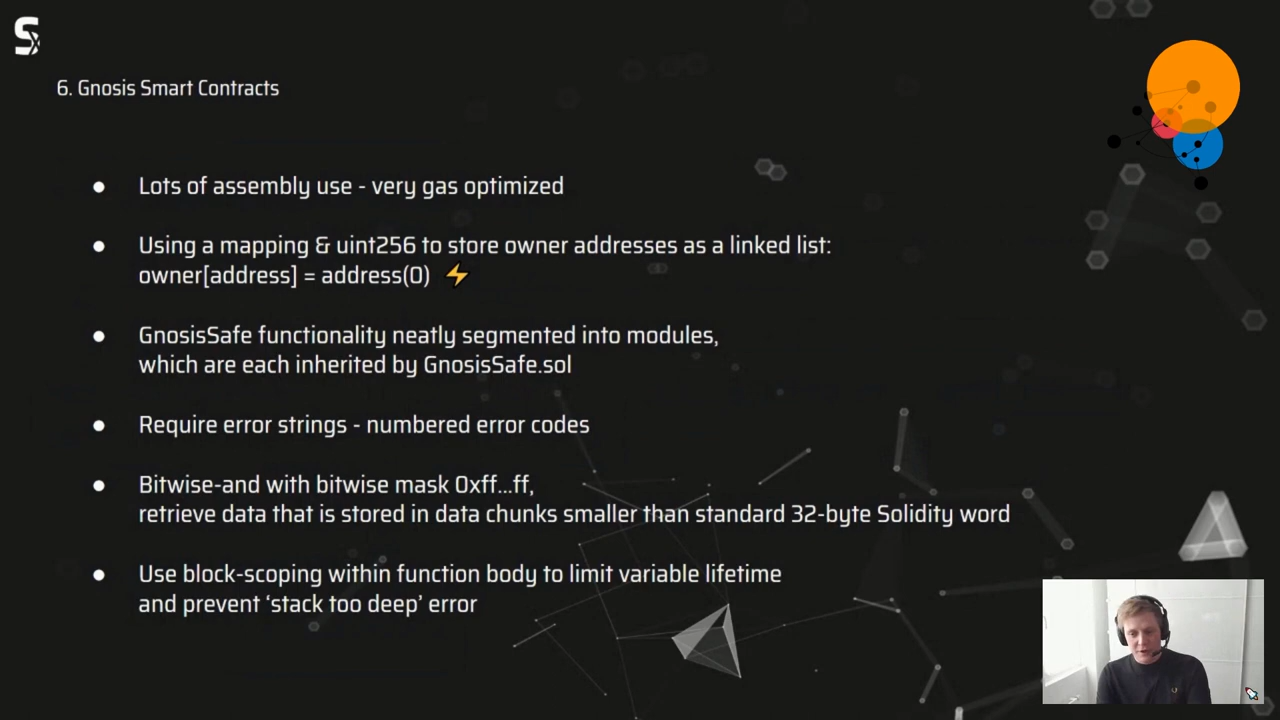 6. Gnosis Smart Contracts
● Lots of assembly use - very gas optimized
● Using a mapping & uint256 to store owner addresses as a linked list:
owner[address] = address(0) ⚡
● GnosisSafe functionality neatly segmented into modules,
which are each inherited by GnosisSafe.sol
● Require error strings - numbered error codes
● Bitwise-and with bitwise mask 0xff...ff,
retrieve data that is stored in data chunks smaller than standard 32-byte Solidity word
● Use block-scoping within function body to limit variable lifetime
and prevent ‘stack too deep’ error